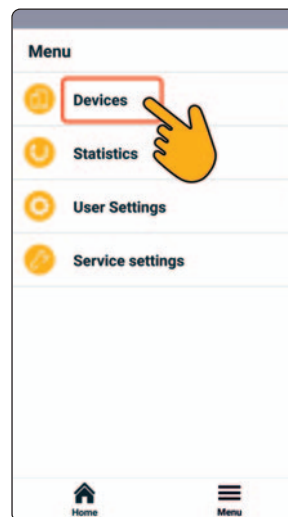 Menu
Devices
Statistics
User Settings
Service settings
Home Menu